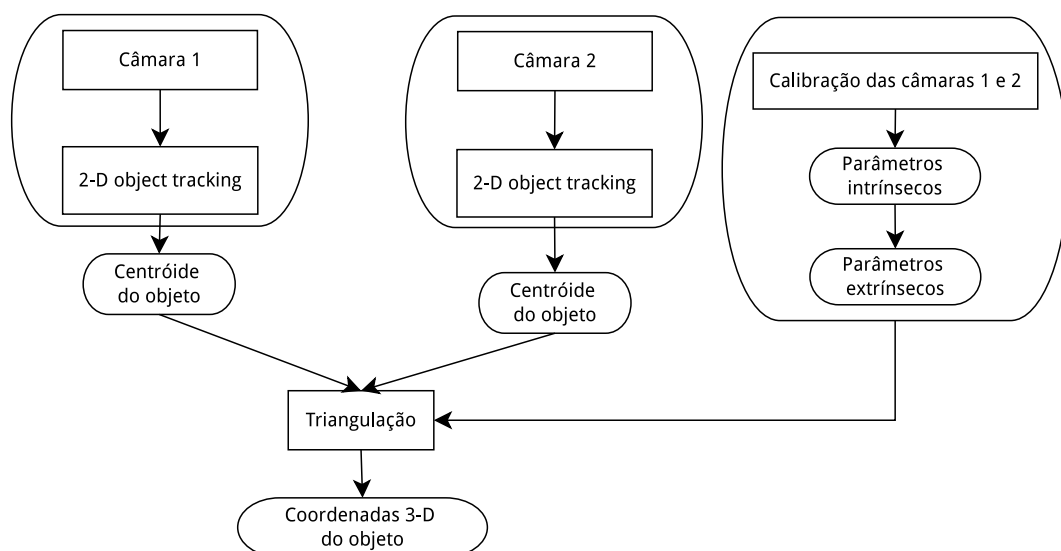 Câmara 1
2-D object tracking
Centróide
do objeto
Câmara 2
2-D object tracking
Centróide
do objeto
Calibração das câmaras 1 e 2
Parâmetros
intrínsecos
Parâmetros
extrínsecos
Triangulação
Coordenadas 3-D
do objeto